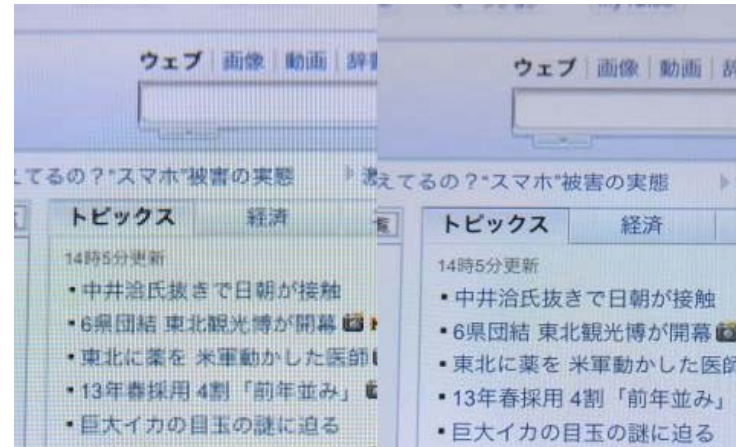 ウェブ 画像 動画
えてるの？“スマホ”被害の実態
トピックス 経済
14時5分更新
・中井洽氏抜きで日朝が接触
・6県団結 東北観光博が開幕
・東北に薬を 米軍動かした医師
・13年春採用 4割「前年並み」
・巨大イカの目玉の謎に迫る
ウェブ 画像 動画
えてるの？“スマホ”被害の実態
トピックス 経済
14時5分更新
・中井洽氏抜きで日朝が接触
・6県団結 東北観光博が開幕
・東北に薬を 米軍動かした医師
・13年春採用 4割「前年並み」
・巨大イカの目玉の謎に迫る